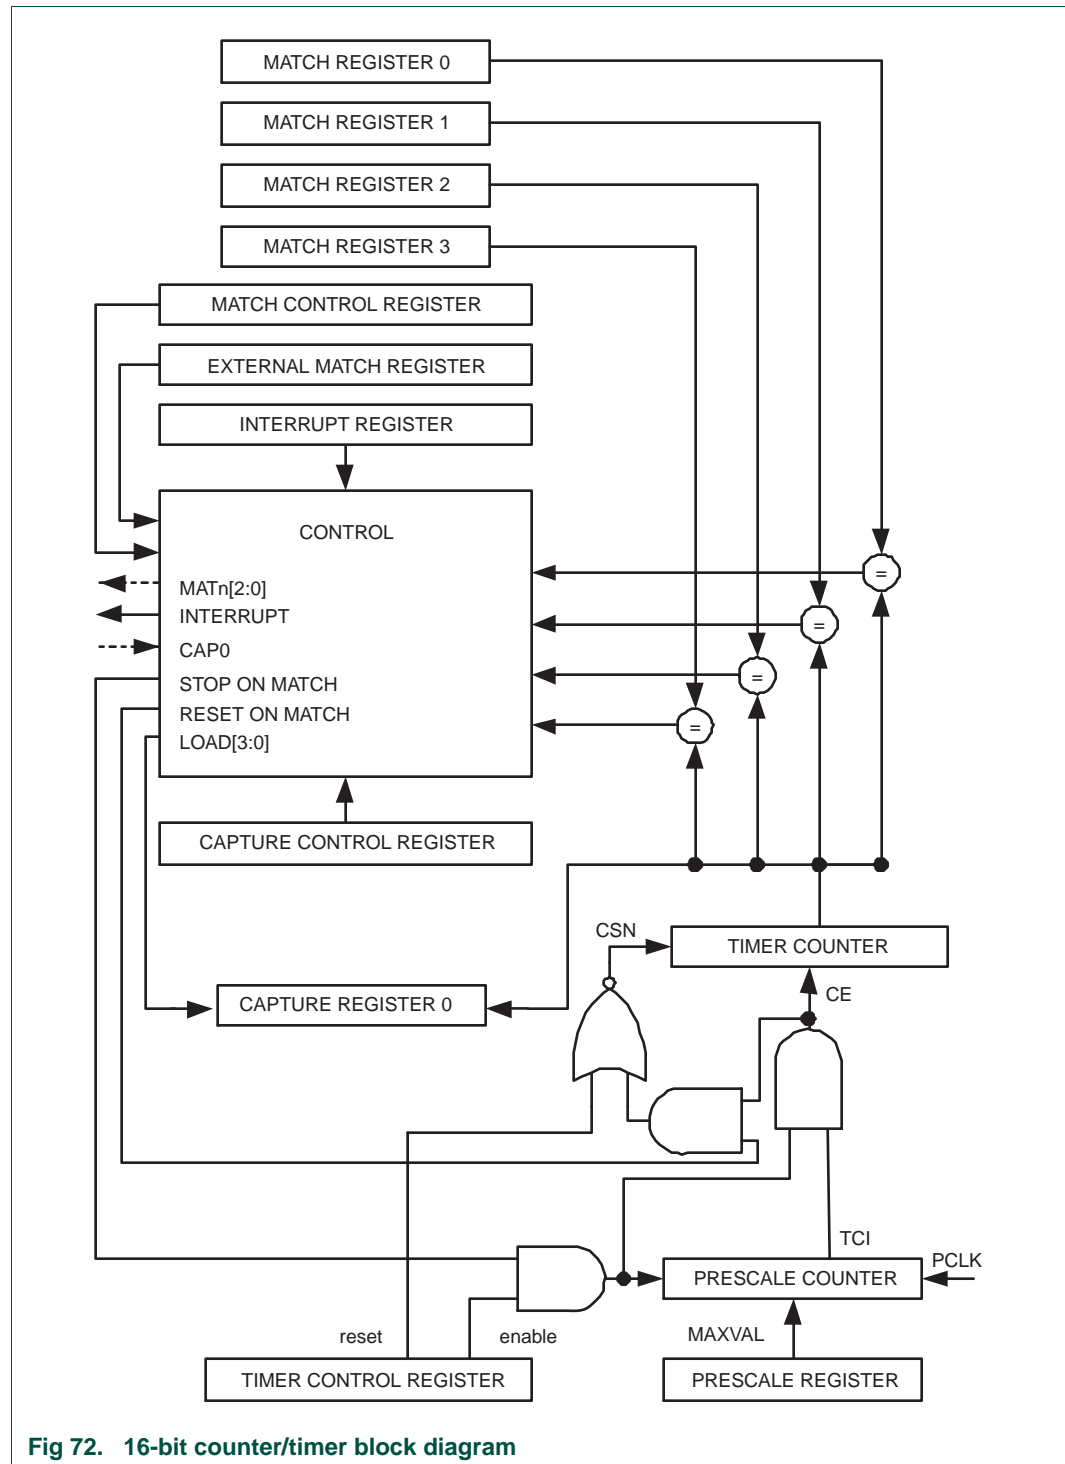 MATCH REGISTER 0
MATCH REGISTER 1
MATCH REGISTER 2
MATCH REGISTER 3
MATCH CONTROL REGISTER
EXTERNAL MATCH REGISTER
INTERRUPT REGISTER
CONTROL
=
=
=
=
MATn[2:0]
INTERRUPT
CAP0
STOP ON MATCH
RESET ON MATCH
LOAD[3:0]
CAPTURE CONTROL REGISTER
CSN
TIMER COUNTER
CE
CAPTURE REGISTER 0
TCI
PCLK
PRESCALE COUNTER
MAXVAL
reset
enable
TIMER CONTROL REGISTER
PRESCALE REGISTER
Fig 72. 16-bit counter/timer block diagram